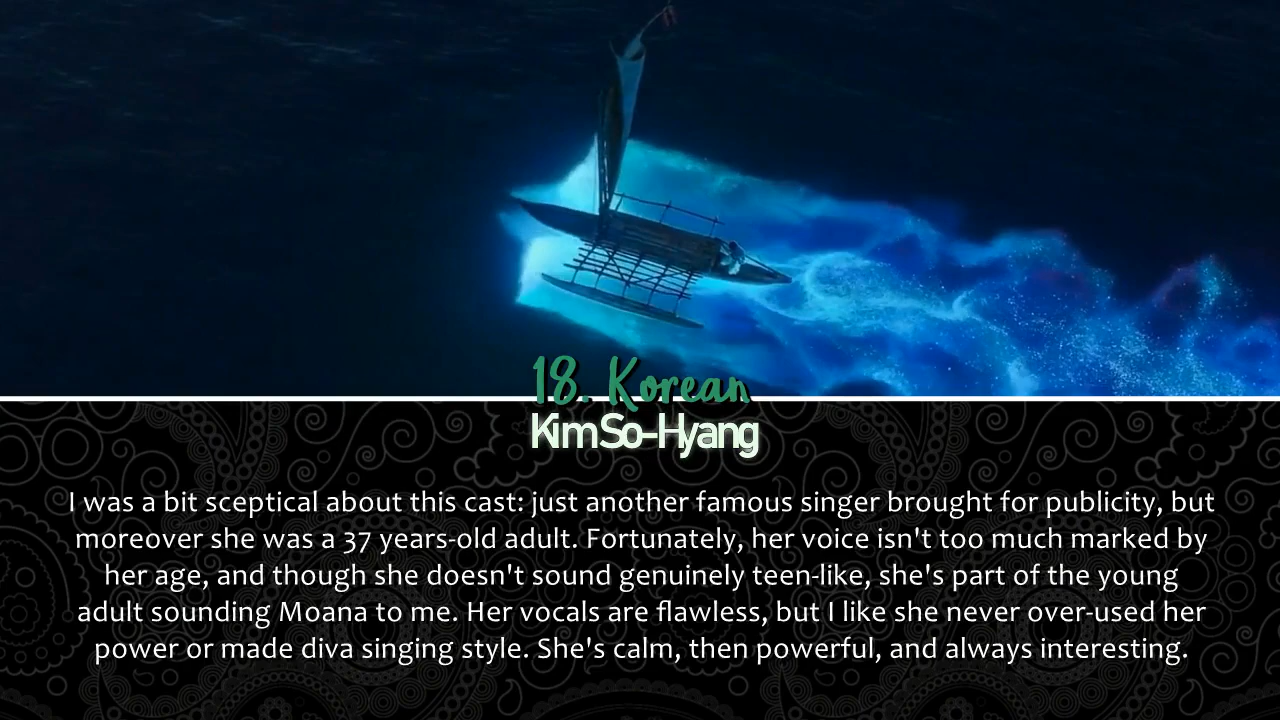 18. Korean
Kim So-Hyang
I was a bit sceptical about this cast: just another famous singer brought for publicity, but
moreover she was a 37 years-old adult. Fortunately, her voice isn't too much marked by
her age, and though she doesn't sound genuinely teen-like, she's part of the young
adult sounding Moana to me. Her vocals are flawless, but I like she never over-used her
power or made diva singing style. She's calm, then powerful, and always interesting.